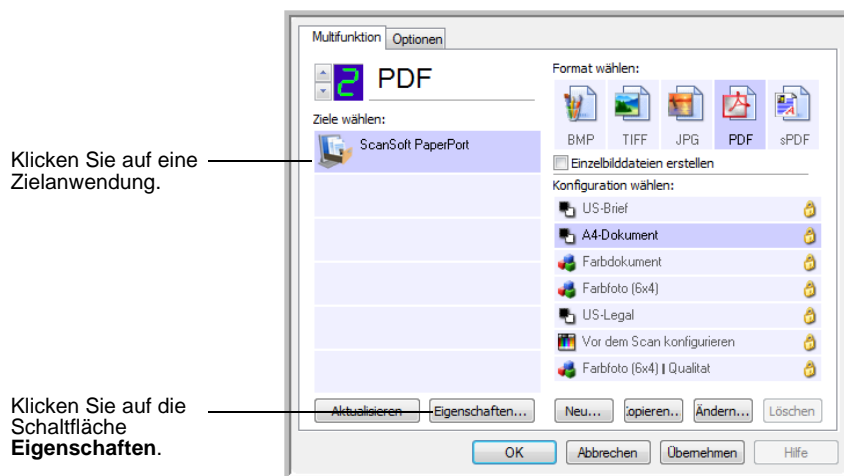 Multifunktion Optionen
2 PDF
Ziele wählen:
ScanSoft PaperPort
Klicken Sie auf eine
Zielanwendung.
Format wählen:
BMP TIFF JPG PDF sPDF
Einzelbilddateien erstellen
Konfiguration wählen:
US-Brief
A4-Dokument
Farbdokument
Farbfoto (6x4)
US-Legal
Vor dem Scan konfigurieren
Farbfoto (6x4) | Qualitat
Klicken Sie auf die
Schaltfläche
Eigenschaften.
Aktualisieren Eigenschaften... Neu... opieren.. Ändern... Löschen
OK Abbrechen Übernehmen Hilfe